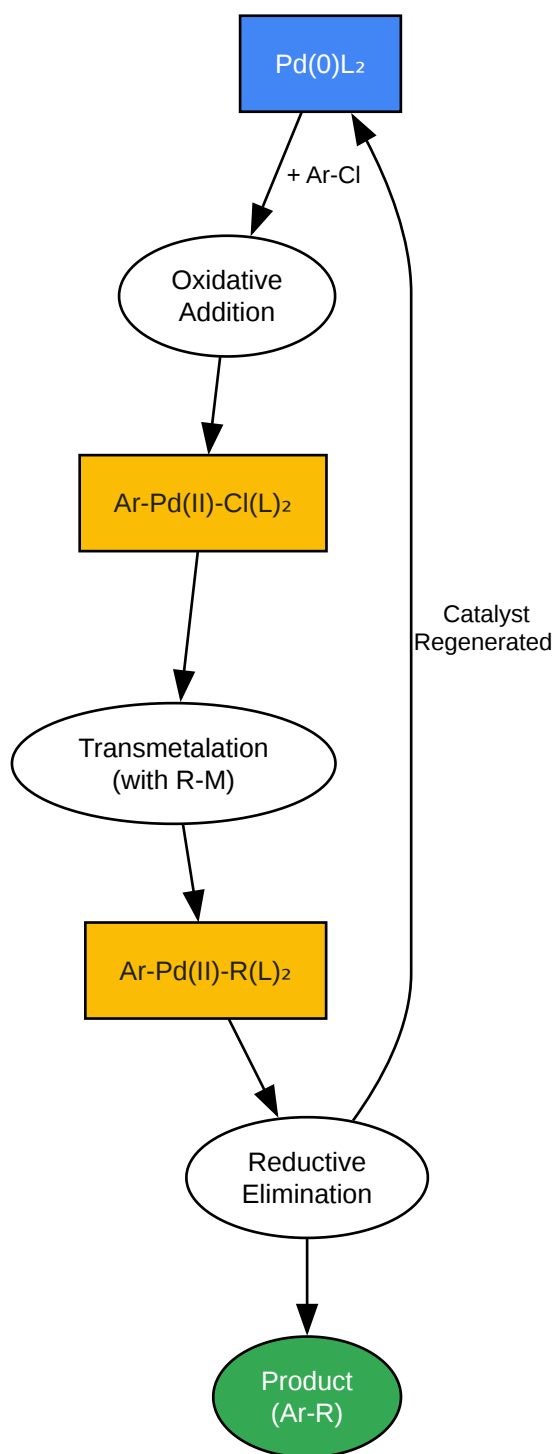 Pd(0)L₂
+ Ar-Cl
Oxidative
Addition
Ar-Pd(II)-Cl(L)₂
Catalyst
Regenerated
Transmetalation
(with R-M)
Ar-Pd(II)-R(L)₂
Reductive
Elimination
Product
(Ar-R)